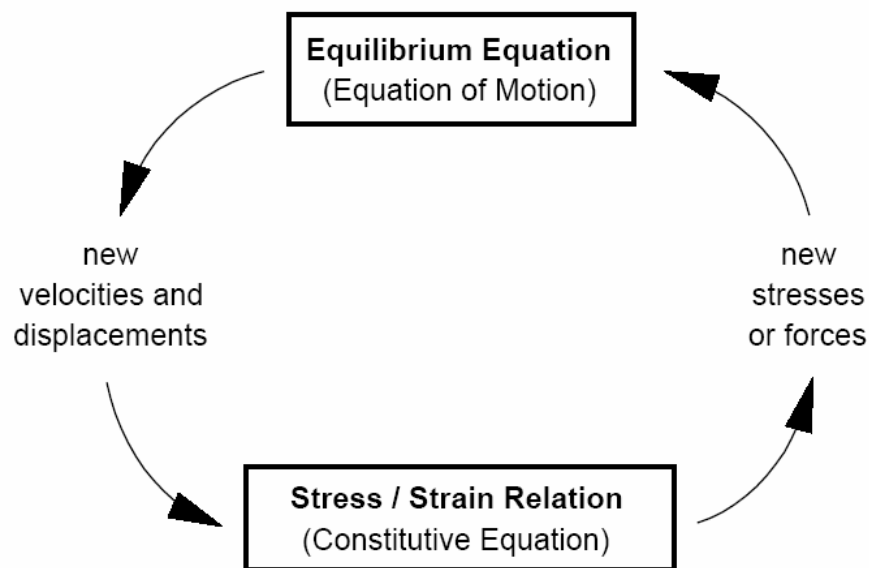 Equilibrium Equation
(Equation of Motion)
new
velocities and
displacements
new
stresses
or forces
Stress / Strain Relation
(Constitutive Equation)